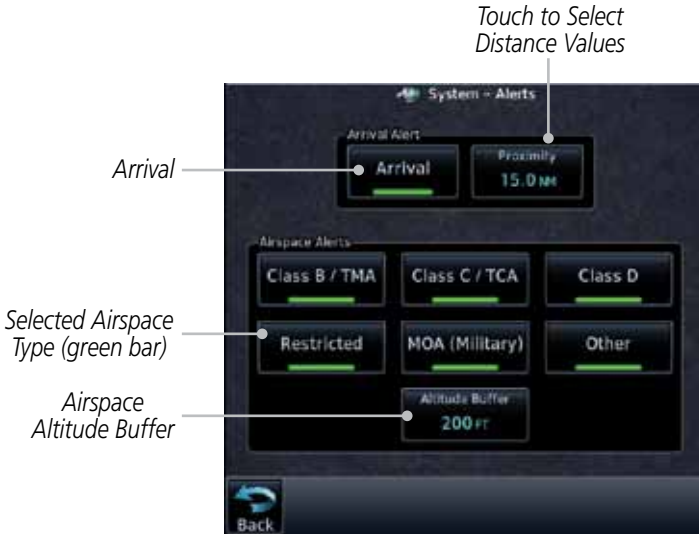 Touch to Select
Distance Values
System - Alerts
Arrival Alert
Arrival
Arrival
Proximity
15.0 NM
Airspace Alerts
Class B / TMA
Class C / TCA
Class D
Selected Airspace
Type (green bar)
Restricted
MOA (Military)
Other
Airspace
Altitude Buffer
Altitude Buffer
200 FT
Back